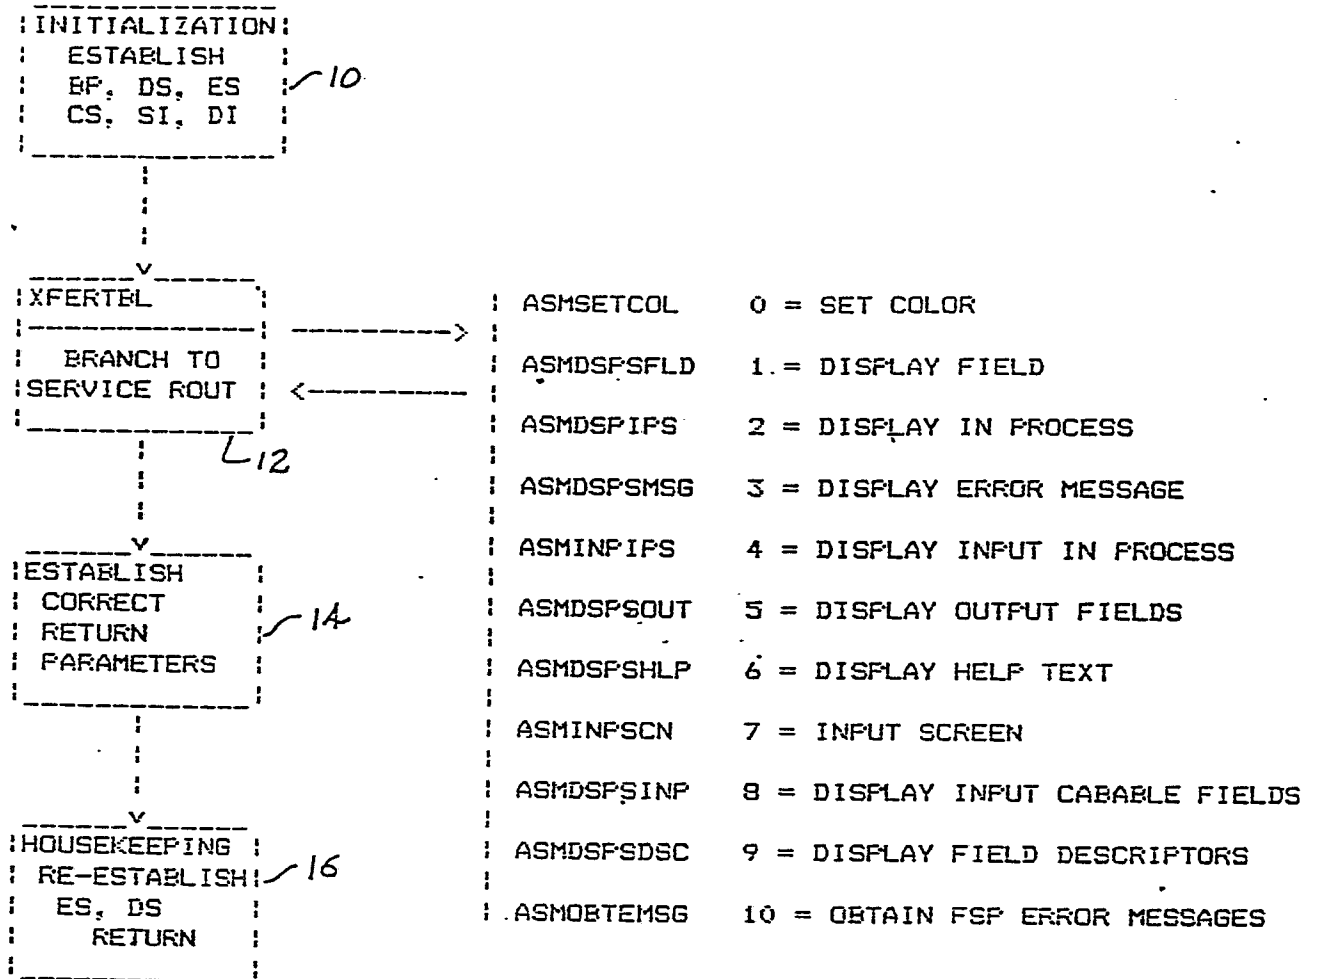 INITIALIZATION
ESTABLISH
BP, DS, ES
CS, SI, DI
10
XFERTBL
BRANCH TO
SERVICE ROUT
12
ESTABLISH
CORRECT
RETURN
PARAMETERS
14
HOUSEKEEPING
RE-ESTABLISH
ES, DS
RETURN
16
ASMSETCOL 0 = SET COLOR
ASMDSPSFLD 1 = DISPLAY FIELD
ASMDSPIPS 2 = DISPLAY IN PROCESS
ASMDSPSMSG 3 = DISPLAY ERROR MESSAGE
ASMINPIPS 4 = DISPLAY INPUT IN PROCESS
ASMDSPSOUT 5 = DISPLAY OUTPUT FIELDS
ASMDSPSHLP 6 = DISPLAY HELP TEXT
ASMINPSCN 7 = INPUT SCREEN
ASMDSPSINP 8 = DISPLAY INPUT CABABLE FIELDS
ASMDSPSDSC 9 = DISPLAY FIELD DESCRIPTORS
ASMOBTEMSG 10 = OBTAIN FSP ERROR MESSAGES